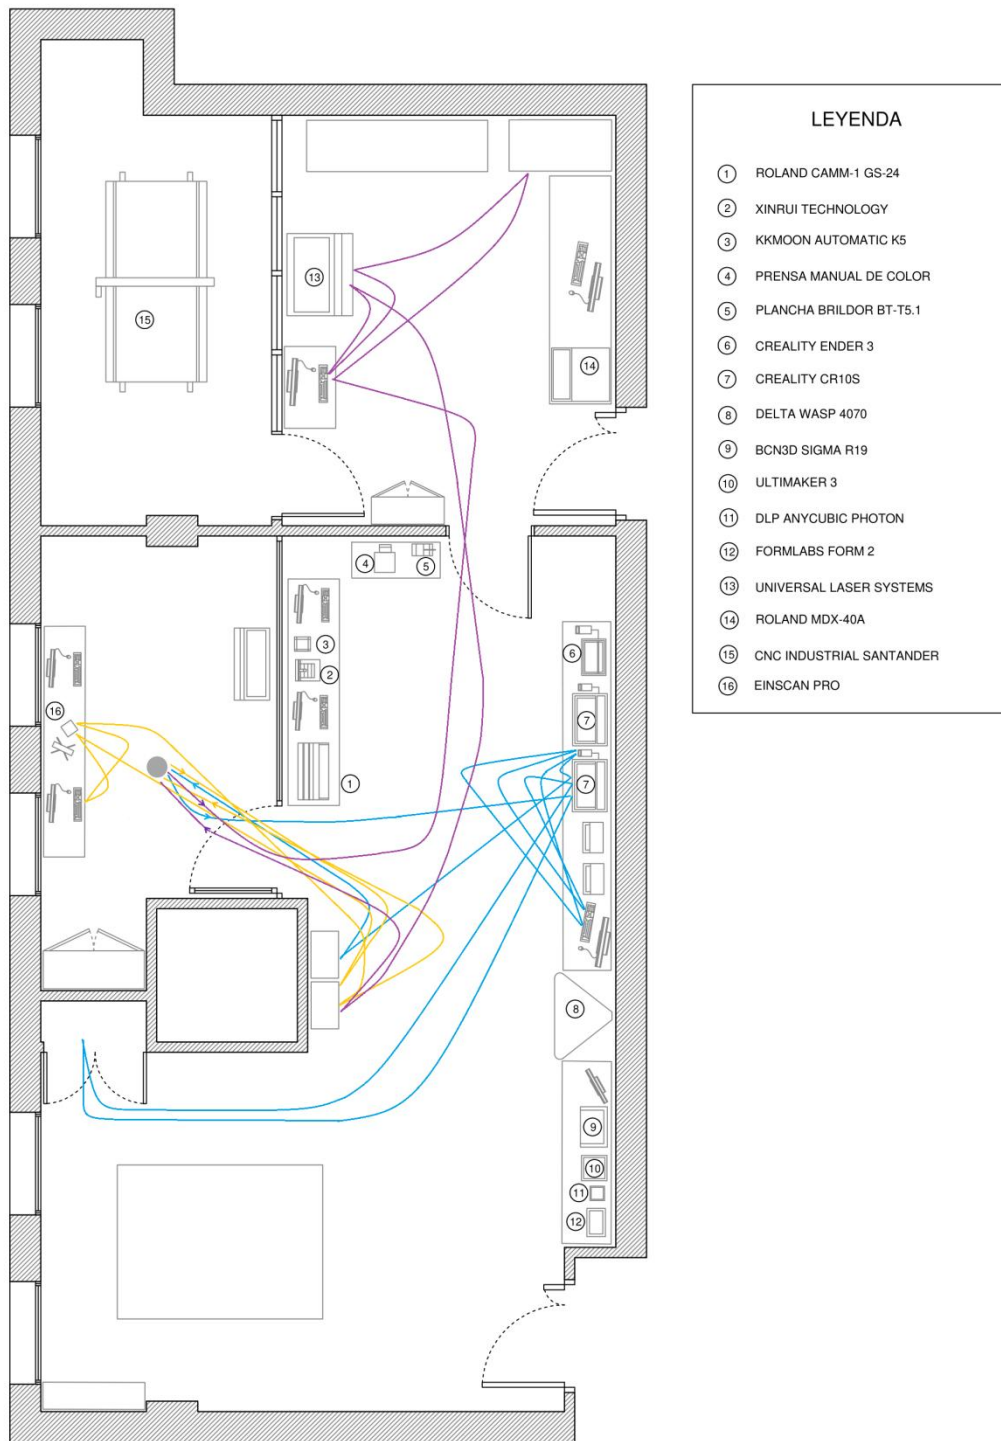 LEYENDA
1 ROLAND CAMM-1 GS-24
2 XINRUI TECHNOLOGY
3 KKMOON AUTOMATIC K5
4 PRENSA MANUAL DE COLOR
5 PLANCHA BRILDOR BT-T5.1
6 CREALITY ENDER 3
7 CREALITY CR10S
8 DELTA WASP 4070
9 BCN3D SIGMA R19
10 ULTIMAKER 3
11 DLP ANYCUBIC PHOTON
12 FORMLABS FORM 2
13 UNIVERSAL LASER SYSTEMS
14 ROLAND MDX-40A
15 CNC INDUSTRIAL SANTANDER
16 EINSCAN PRO
13
15
14
4
5
3
6
2
16
7
7
1
8
9
10
11
12